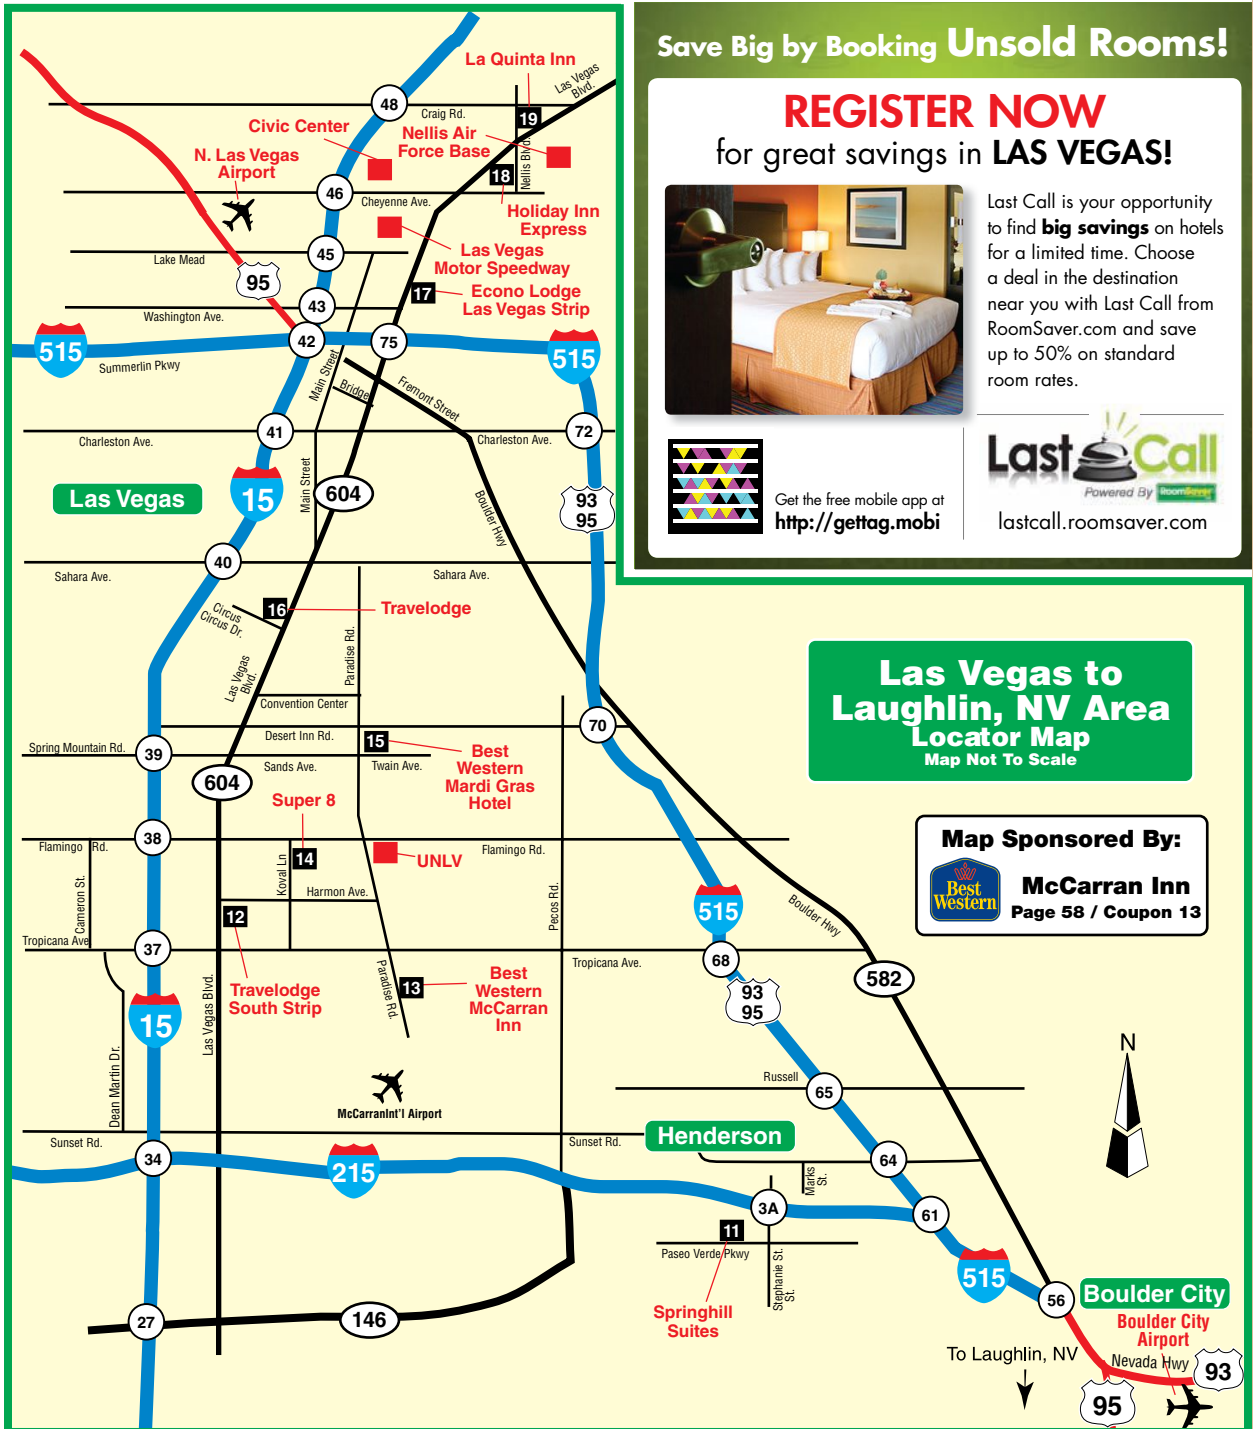 Save Big by Booking Unsold Rooms!
REGISTER NOW
for great savings in LAS VEGAS!
Last Call is your opportunity
to find big savings on hotels
for a limited time. Choose
a deal in the destination
near you with Last Call from
RoomSaver.com and save
up to 50% on standard
room rates.
Get the free mobile app at
http://gettag.mobi
Last Call
Powered By RoomSaver
lastcall.roomsaver.com
La Quinta Inn
Las Vegas
Blvd.
48
Craig Rd.
19
Civic Center
Nellis Air
Force Base
Nellis Blvd.
N. Las Vegas
Airport
18
46
Cheyenne Ave.
Holiday Inn
Express
45
Lake Mead
Las Vegas
Motor Speedway
95
17
Econo Lodge
Las Vegas Strip
43
Washington Ave.
42
75
515
515
Summerlin Pkwy
Main Street
Bridge
Fremont Street
41
72
Charleston Ave.
Charleston Ave.
Las Vegas
15
Main Street
604
Boulder Hwy
93
95
40
Sahara Ave.
Sahara Ave.
Circus
Circus Dr.
16
Travelodge
Paradise Rd.
Las Vegas
Blvd.
Convention Center
Las Vegas to
Laughlin, NV Area
Locator Map
Map Not To Scale
70
Desert Inn Rd.
Spring Mountain Rd.
39
15
Best
Western
Mardi Gras
Hotel
Sands Ave.
Twain Ave.
604
Super 8
38
Flamingo Rd.
Flamingo Rd.
14
UNLV
Koval Ln
Cameron St.
Harmon Ave.
Pecos Rd.
Map Sponsored By:
Best
Western
McCarran Inn
Page 58 / Coupon 13
515
Boulder Hwy
12
Tropicana Ave
37
Tropicana Ave.
68
582
Travelodge
South Strip
Las Vegas Blvd.
Paradise Rd.
13
Best
Western
McCarran
Inn
93
95
15
Dean Martin Dr.
N
Russell
65
McCarranInt'l Airport
Sunset Rd.
Sunset Rd.
Henderson
34
215
64
Marks
St.
3A
61
11
Paseo Verde Pkwy
Stephanie St.
St.
515
Springhill
Suites
27
146
56
Boulder City
Boulder City
Airport
To Laughlin, NV
Nevada Hwy
93
95